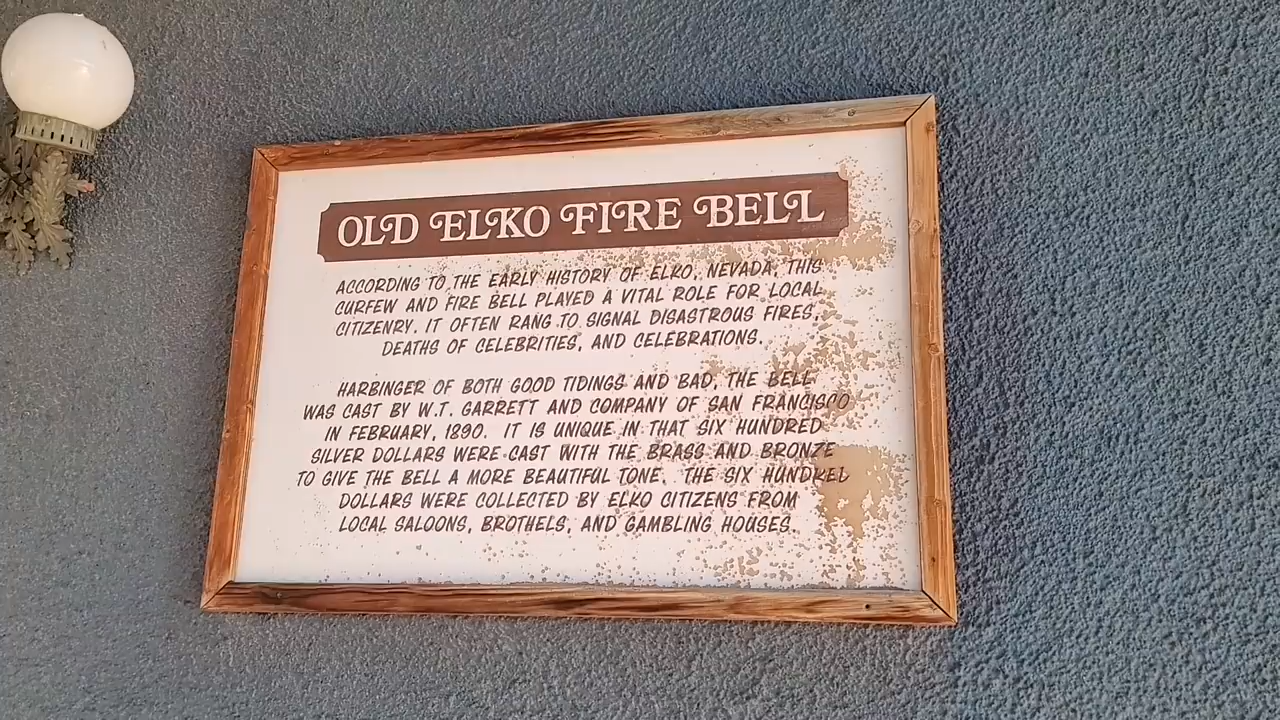 OLD ELKO FIRE BELL
ACCORDING TO THE EARLY HISTORY OF ELKO, NEVADA, THIS
CURFEW AND FIRE BELL PLAYED A VITAL ROLE FOR LOCAL
CITIZENRY. IT OFTEN RANG TO SIGNAL DISASTROUS FIRES,
DEATHS OF CELEBRITIES, AND CELEBRATIONS.
HARBINGER OF BOTH GOOD TIDINGS AND BAD, THE BELL
WAS CAST BY W.T. GARRETT AND COMPANY OF SAN FRANCISCO
IN FEBRUARY, 1890. IT IS UNIQUE IN THAT SIX HUNDRED
SILVER DOLLARS WERE CAST WITH THE BRASS AND BRONZE
TO GIVE THE BELL A MORE BEAUTIFUL TONE. THE SIX HUNDRED
DOLLARS WERE COLLECTED BY ELKO CITIZENS FROM
LOCAL SALOONS, BROTHELS, AND GAMBLING HOUSES.